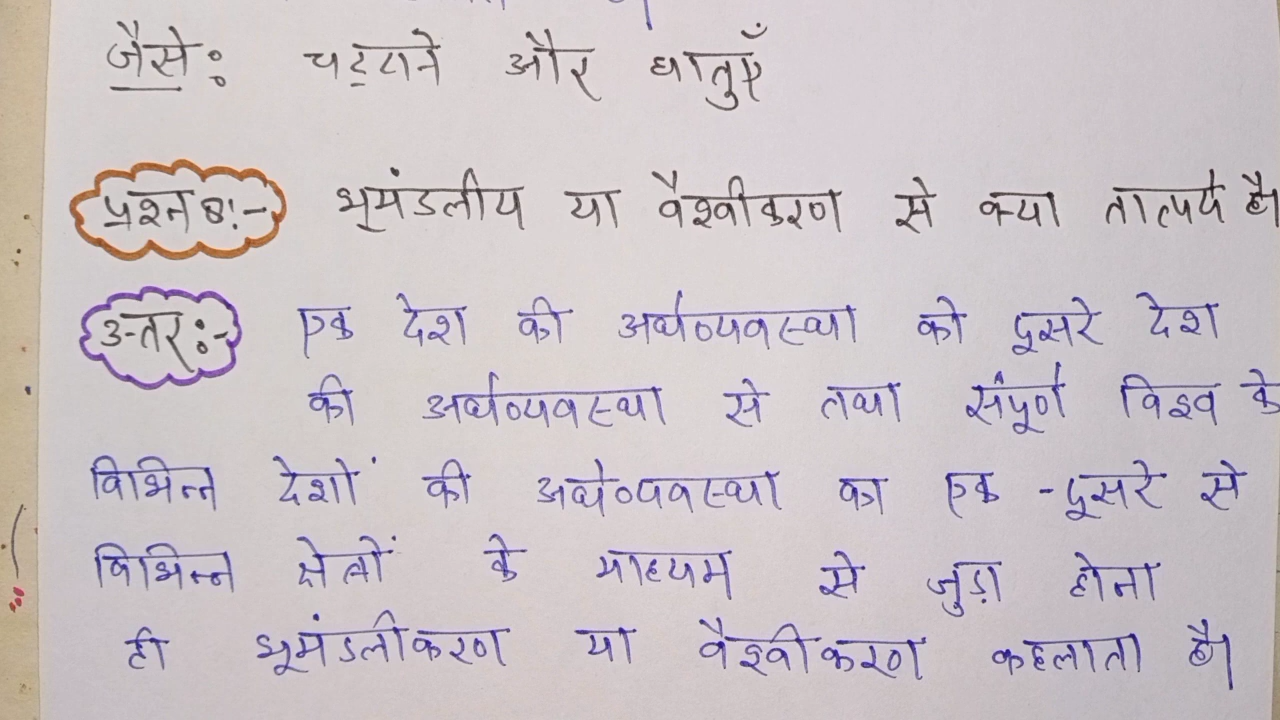 जैसे: चट्टाने और धातुएँ
प्रश्न 8:- भूमंडलीय या वैश्वीकरण से क्या तात्पर्य है।
उत्तर:- एक देश की अर्थव्यवस्था को दूसरे देश
की अर्थव्यवस्था से तथा संपूर्ण विश्व के
विभिन्न देशों की अर्थव्यवस्था का एक-दूसरे से
विभिन्न क्षेत्रों के माध्यम से जुड़ा होना
ही भूमंडलीकरण या वैश्वीकरण कहलाता है।